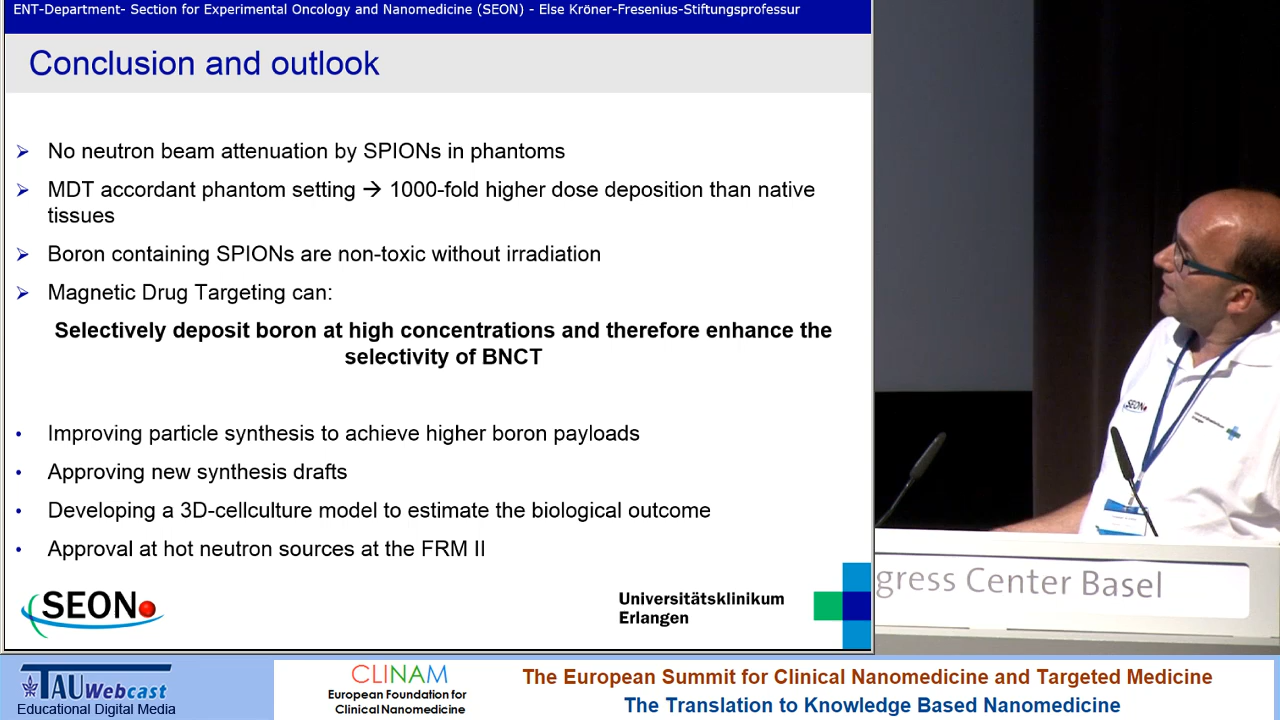 ENT-Department- Section for Experimental Oncology and Nanomedicine (SEON) - Else Kröner-Fresenius-Stiftungsprofessur
Conclusion and outlook
No neutron beam attenuation by SPIONs in phantoms
MDT accordant phantom setting → 1000-fold higher dose deposition than native
tissues
Boron containing SPIONs are non-toxic without irradiation
Magnetic Drug Targeting can:
Selectively deposit boron at high concentrations and therefore enhance the
selectivity of BNCT
Improving particle synthesis to achieve higher boron payloads
Approving new synthesis drafts
Developing a 3D-cellculture model to estimate the biological outcome
Approval at hot neutron sources at the FRM II
SEON
Universitätsklinikum
Erlangen
SEON
gress Center Basel
TAU Webcast
Educational Digital Media
CLINAM
European Foundation for
Clinical Nanomedicine
The European Summit for Clinical Nanomedicine and Targeted Medicine
The Translation to Knowledge Based Nanomedicine